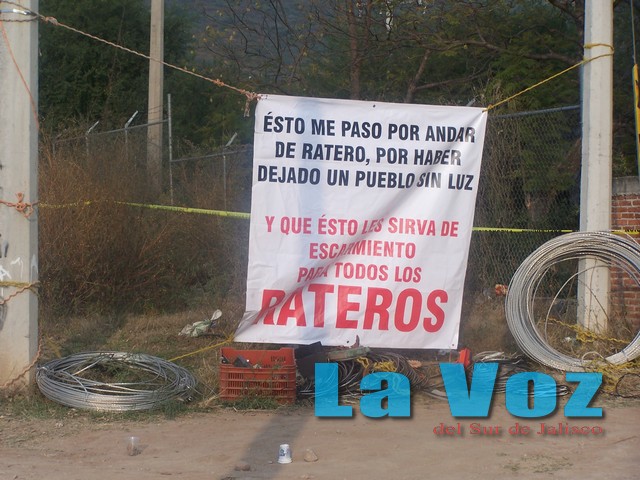 ÉSTO ME PASO POR ANDAR
DE RATERO, POR HABER
DEJADO UN PUEBLO SIN LUZ
Y QUE ÉSTO LES SIRVA DE
ESCARMIENTO
PARA TODOS LOS
RATEROS
La Voz
del Sur de Jalisco